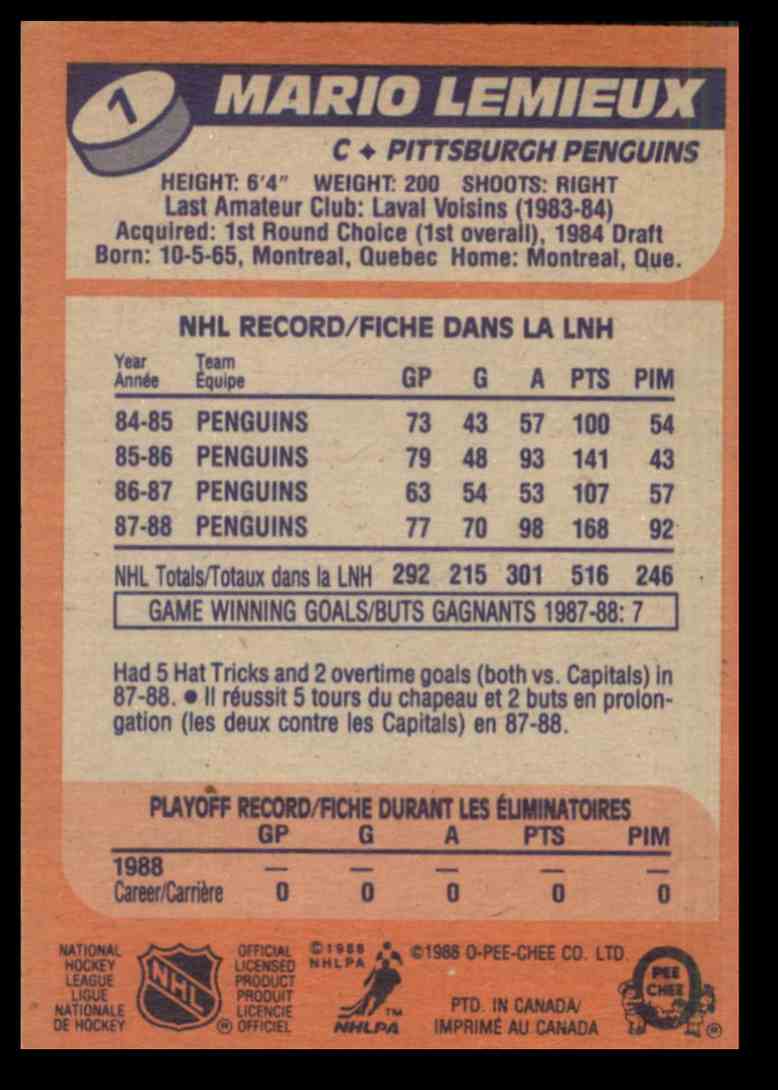 1
MARIO LEMIEUX
C ✦ PITTSBURGH PENGUINS
HEIGHT: 6'4" WEIGHT: 200 SHOOTS: RIGHT
Last Amateur Club: Laval Voisins (1983-84)
Acquired: 1st Round Choice (1st overall), 1984 Draft
Born: 10-5-65, Montreal, Quebec Home: Montreal, Que.
NHL RECORD/FICHE DANS LA LNH
Year Team
Année Équipe GP G A PTS PIM
84-85 PENGUINS 73 43 57 100 54
85-86 PENGUINS 79 48 93 141 43
86-87 PENGUINS 63 54 53 107 57
87-88 PENGUINS 77 70 98 168 92
NHL Totals/Totaux dans la LNH 292 215 301 516 246
GAME WINNING GOALS/BUTS GAGNANTS 1987-88: 7
Had 5 Hat Tricks and 2 overtime goals (both vs. Capitals) in
87-88. ● Il réussit 5 tours du chapeau et 2 buts en prolon-
gation (les deux contre les Capitals) en 87-88.
PLAYOFF RECORD/FICHE DURANT LES ÉLIMINATOIRES
GP G A PTS PIM
1988 — — — — —
Career/Carrière 0 0 0 0 0
NATIONAL
HOCKEY
LEAGUE
LIGUE
NATIONALE
DE HOCKEY
NHL
®
OFFICIAL
LICENSED
PRODUCT
PRODUIT
LICENCIE
OFFICIEL
©1988
NHLPA
™
NHLPA
©1988 O-PEE-CHEE CO. LTD.
PTD. IN CANADA/
IMPRIMÉ AU CANADA
O
PEE
CHEE
®